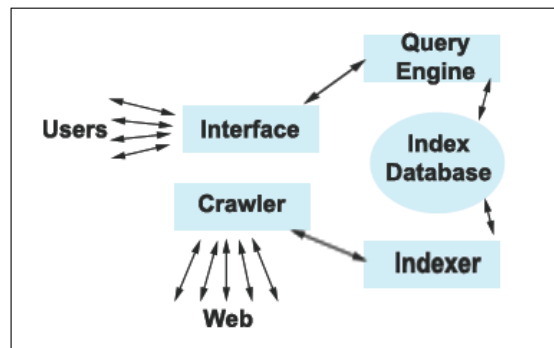 Query
Engine
Users
Interface
Index
Database
Crawler
Indexer
Web